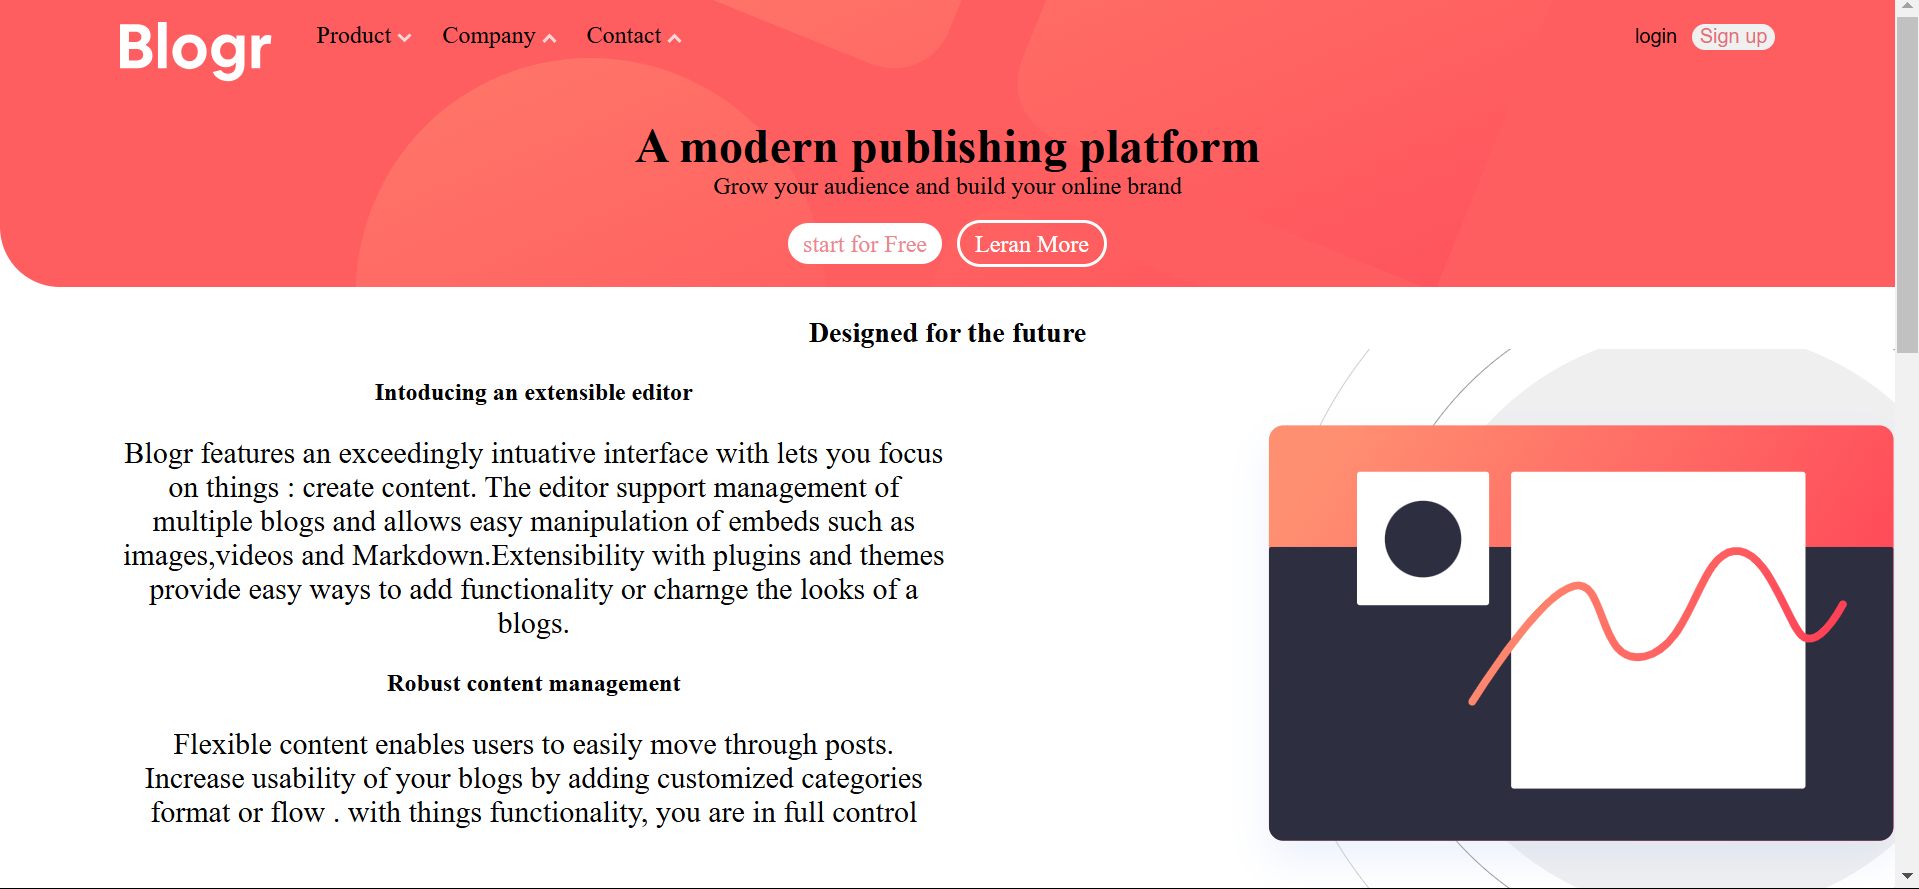 Blogr Product Company Contact login Sign up
A modern publishing platform
Grow your audience and build your online brand
start for Free Leran More
Designed for the future
Intoducing an extensible editor
Blogr features an exceedingly intuative interface with lets you focus
on things : create content. The editor support management of
multiple blogs and allows easy manipulation of embeds such as
images,videos and Markdown.Extensibility with plugins and themes
provide easy ways to add functionality or charnge the looks of a
blogs.
Robust content management
Flexible content enables users to easily move through posts.
Increase usability of your blogs by adding customized categories
format or flow . with things functionality, you are in full control